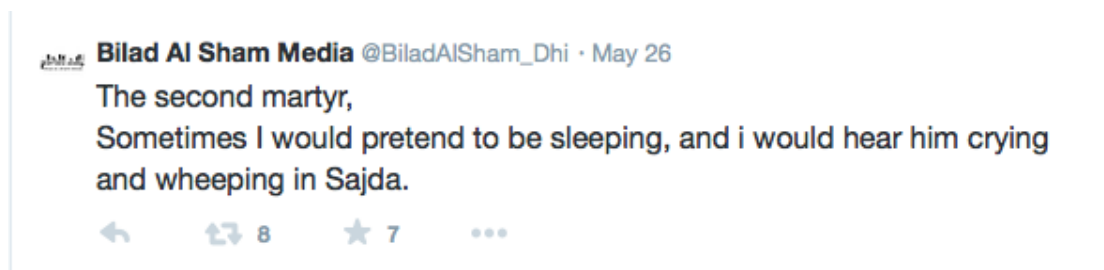 Bilad Al Sham Media @BiladAlSham_Dhi · May 26
The second martyr,
Sometimes I would pretend to be sleeping, and i would hear him crying
and wheeping in Sajda.
8 7